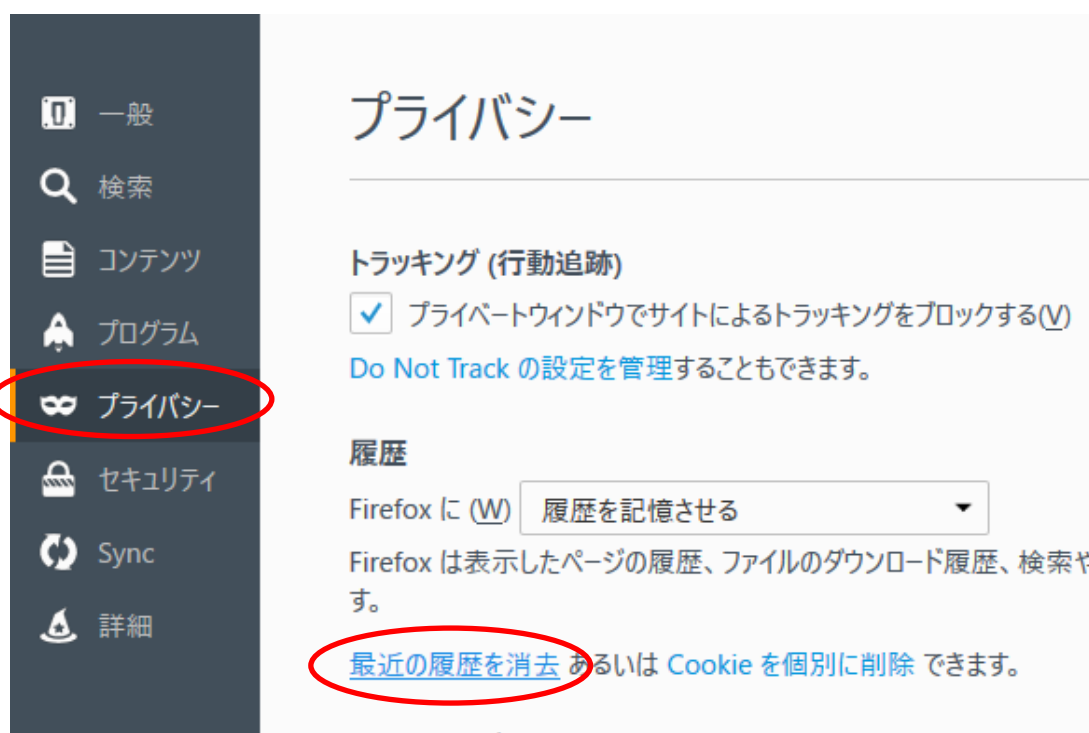 一般
検索
コンテンツ
プログラム
プライバシー
セキュリティ
Sync
詳細
プライバシー
トラッキング (行動追跡)
プライベートウィンドウでサイトによるトラッキングをブロックする(V)
Do Not Track の設定を管理することもできます。
履歴
Firefox に (W) 履歴を記憶させる
Firefox は表示したページの履歴、ファイルのダウンロード履歴、検索や
す。
最近の履歴を消去 あるいは Cookie を個別に削除 できます。